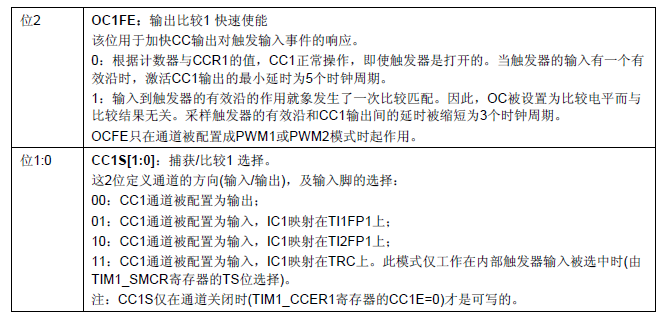 位2
OC1FE：输出比较1 快速使能
该位用于加快CC输出对触发输入事件的响应。
0：根据计数器与CCR1的值，CC1正常操作，即使触发器是打开的。当触发器的输入有一个有
效沿时，激活CC1输出的最小延时为5个时钟周期。
1：输入到触发器的有效沿的作用就象发生了一次比较匹配。因此，OC被设置为比较电平而与
比较结果无关。采样触发器的有效沿和CC1输出间的延时被缩短为3个时钟周期。
OCFE只在通道被配置成PWM1或PWM2模式时起作用。
位1:0
CC1S[1:0]：捕获/比较1 选择。
这2位定义通道的方向(输入/输出)，及输入脚的选择：
00：CC1通道被配置为输出；
01：CC1通道被配置为输入，IC1映射在TI1FP1上；
10：CC1通道被配置为输入，IC1映射在TI2FP1上；
11：CC1通道被配置为输入，IC1映射在TRC上。此模式仅工作在内部触发器输入被选中时(由
TIM1_SMCR寄存器的TS位选择)。
注：CC1S仅在通道关闭时(TIM1_CCER1寄存器的CC1E=0)才是可写的。